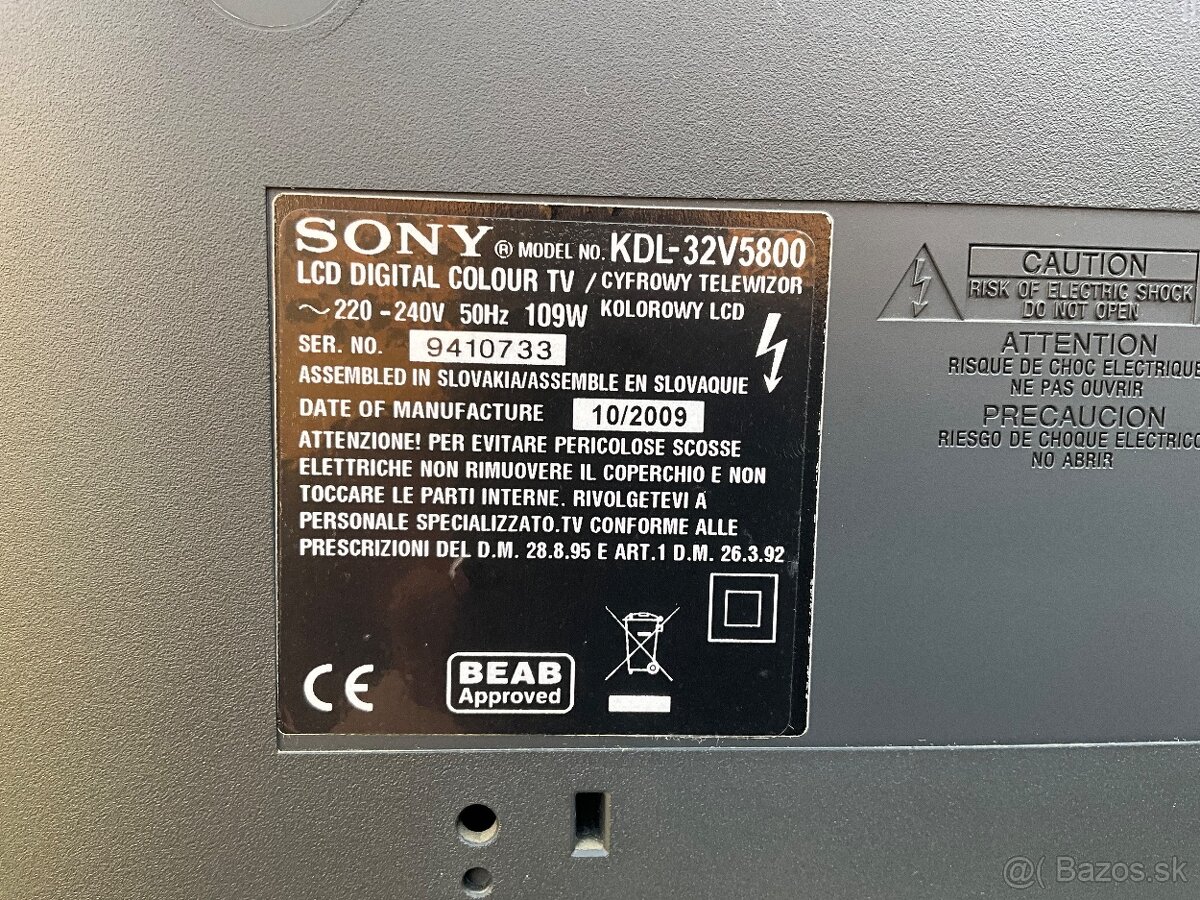 SONY® MODEL NO. KDL-32V5800
LCD DIGITAL COLOUR TV / CYFROWY TELEWIZOR
~ 220 - 240V 50Hz 109W KOLOROWY LCD
SER. NO. 9410733
ASSEMBLED IN SLOVAKIA/ASSEMBLE EN SLOVAQUIE
DATE OF MANUFACTURE 10/2009
ATTENZIONE! PER EVITARE PERICOLOSE SCOSSE
ELETTRICHE NON RIMUOVERE IL COPERCHIO E NON
TOCCARE LE PARTI INTERNE. RIVOLGETEVI A
PERSONALE SPECIALIZZATO.TV CONFORME ALLE
PRESCRIZIONI DEL D.M. 28.8.95 E ART.1 D.M. 26.3.92
CE
BEAB
Approved
CAUTION
RISK OF ELECTRIC SHOCK
DO NOT OPEN
ATTENTION
RISQUE DE CHOC ELECTRIQUE
NE PAS OUVRIR
PRECAUCION
RIESGO DE CHOQUE ELECTRICO
NO ABRIR
@( Bazos.sk